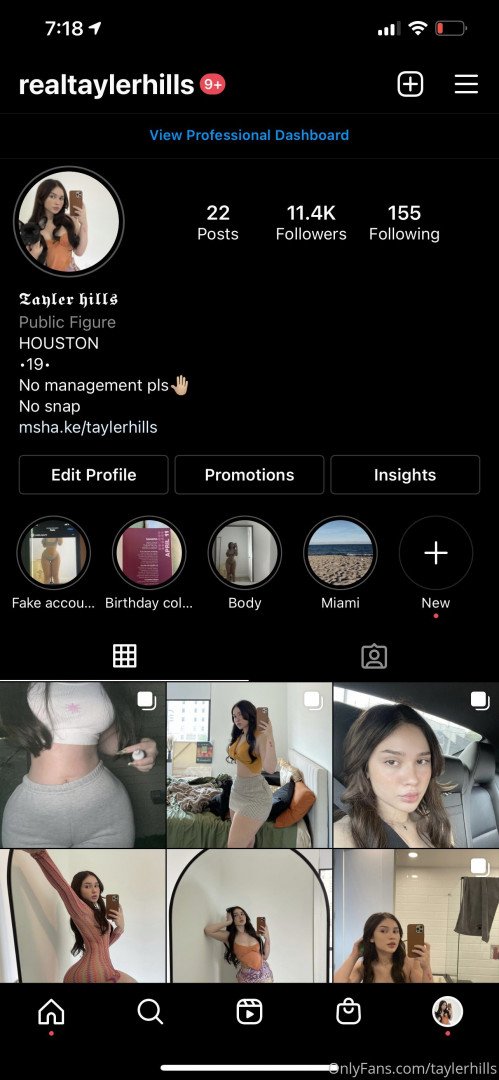 7:18
realtaylerhills 9+
View Professional Dashboard
22 11.4K 155
Posts Followers Following
𝕿𝖆𝖞𝖑𝖊𝖗 𝖍𝖎𝖑𝖑𝖘
Public Figure
HOUSTON
•19•
No management pls🤚🏼
No snap
msha.ke/taylerhills
Edit Profile Promotions Insights
APRIL 11
Fake accou... Birthday col... Body Miami New
OnlyFans.com/taylerhills